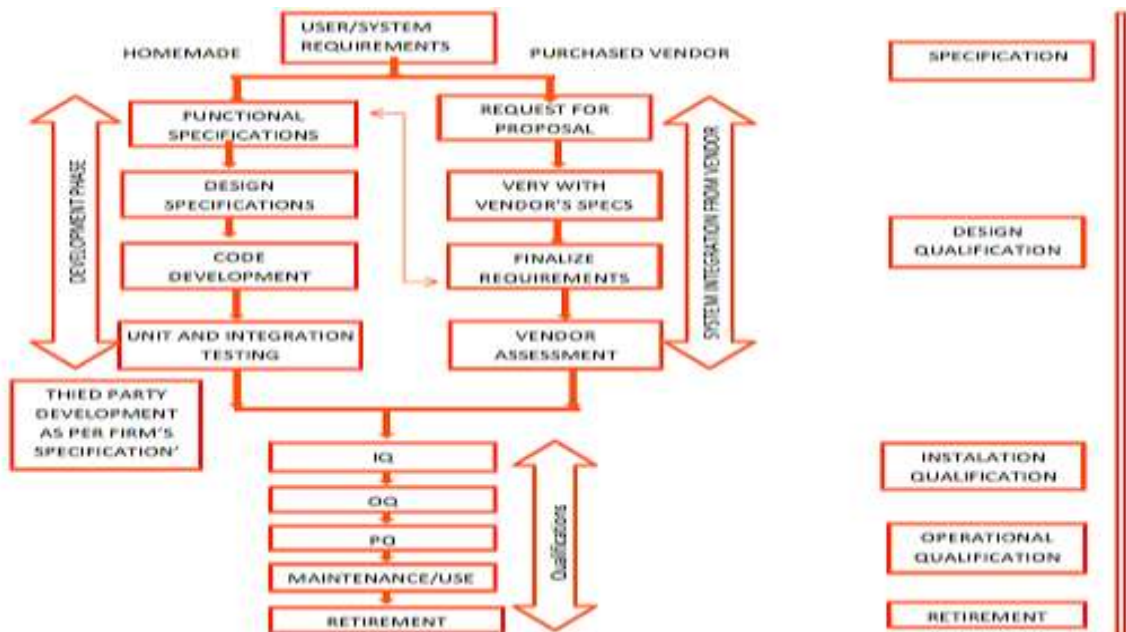 USER/SYSTEM
REQUIREMENTS
HOMEMADE
PURCHASED VENDOR
SPECIFICATION
DEVELOPMENT PHASE
FUNCTIONAL
SPECIFICATIONS
REQUEST FOR
PROPOSAL
SYSTEM INTEGRATION FROM VENDOR
DESIGN
SPECIFICATIONS
VERY WITH
VENDOR'S SPECS
DESIGN
QUALIFICATION
CODE
DEVELOPMENT
FINALIZE
REQUIREMENTS
UNIT AND INTEGRATION
TESTING
VENDOR
ASSESSMENT
THIED PARTY
DEVELOPMENT
AS PER FIRM'S
SPECIFICATION'
IQ
OQ
PQ
MAINTENANCE/USE
RETIREMENT
Qualifications
INSTALATION
QUALIFICATION
OPERATIONAL
QUALIFICATION
RETIREMENT